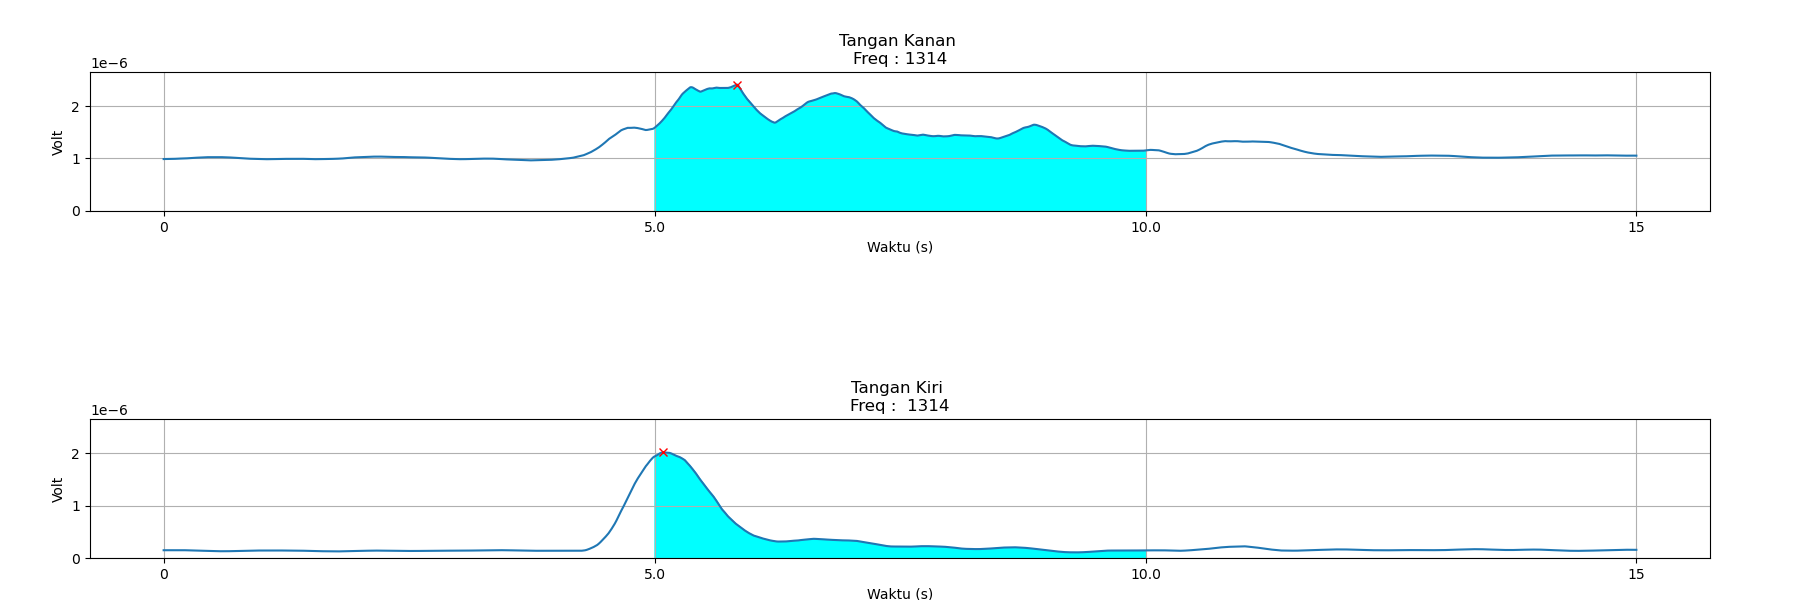 Tangan Kanan
Freq : 1314
1e−6
2
1
0
Volt
0 5.0 10.0 15
Waktu (s)
Tangan Kiri
Freq :  1314
1e−6
2
1
0
Volt
0 5.0 10.0 15
Waktu (s)